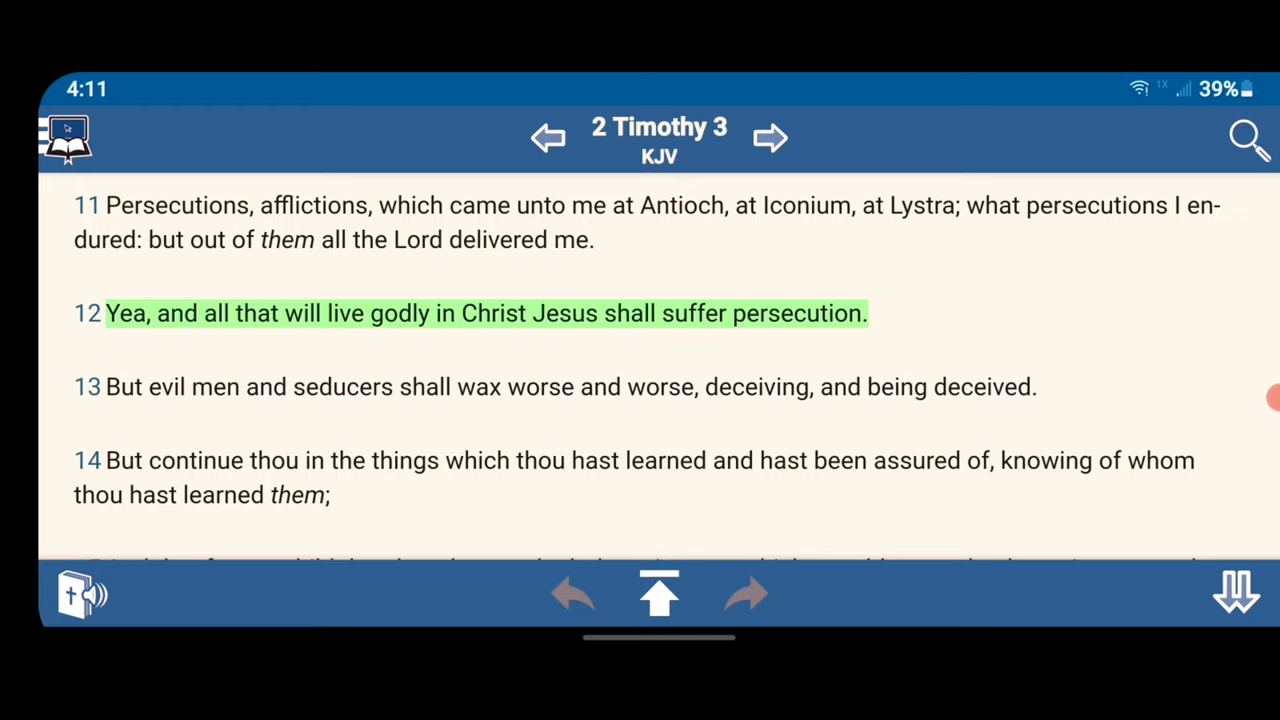 4:11
1X
39%
2 Timothy 3
KJV
11 Persecutions, afflictions, which came unto me at Antioch, at Iconium, at Lystra; what persecutions I en-
dured: but out of them all the Lord delivered me.
12 Yea, and all that will live godly in Christ Jesus shall suffer persecution.
13 But evil men and seducers shall wax worse and worse, deceiving, and being deceived.
14 But continue thou in the things which thou hast learned and hast been assured of, knowing of whom
thou hast learned them;